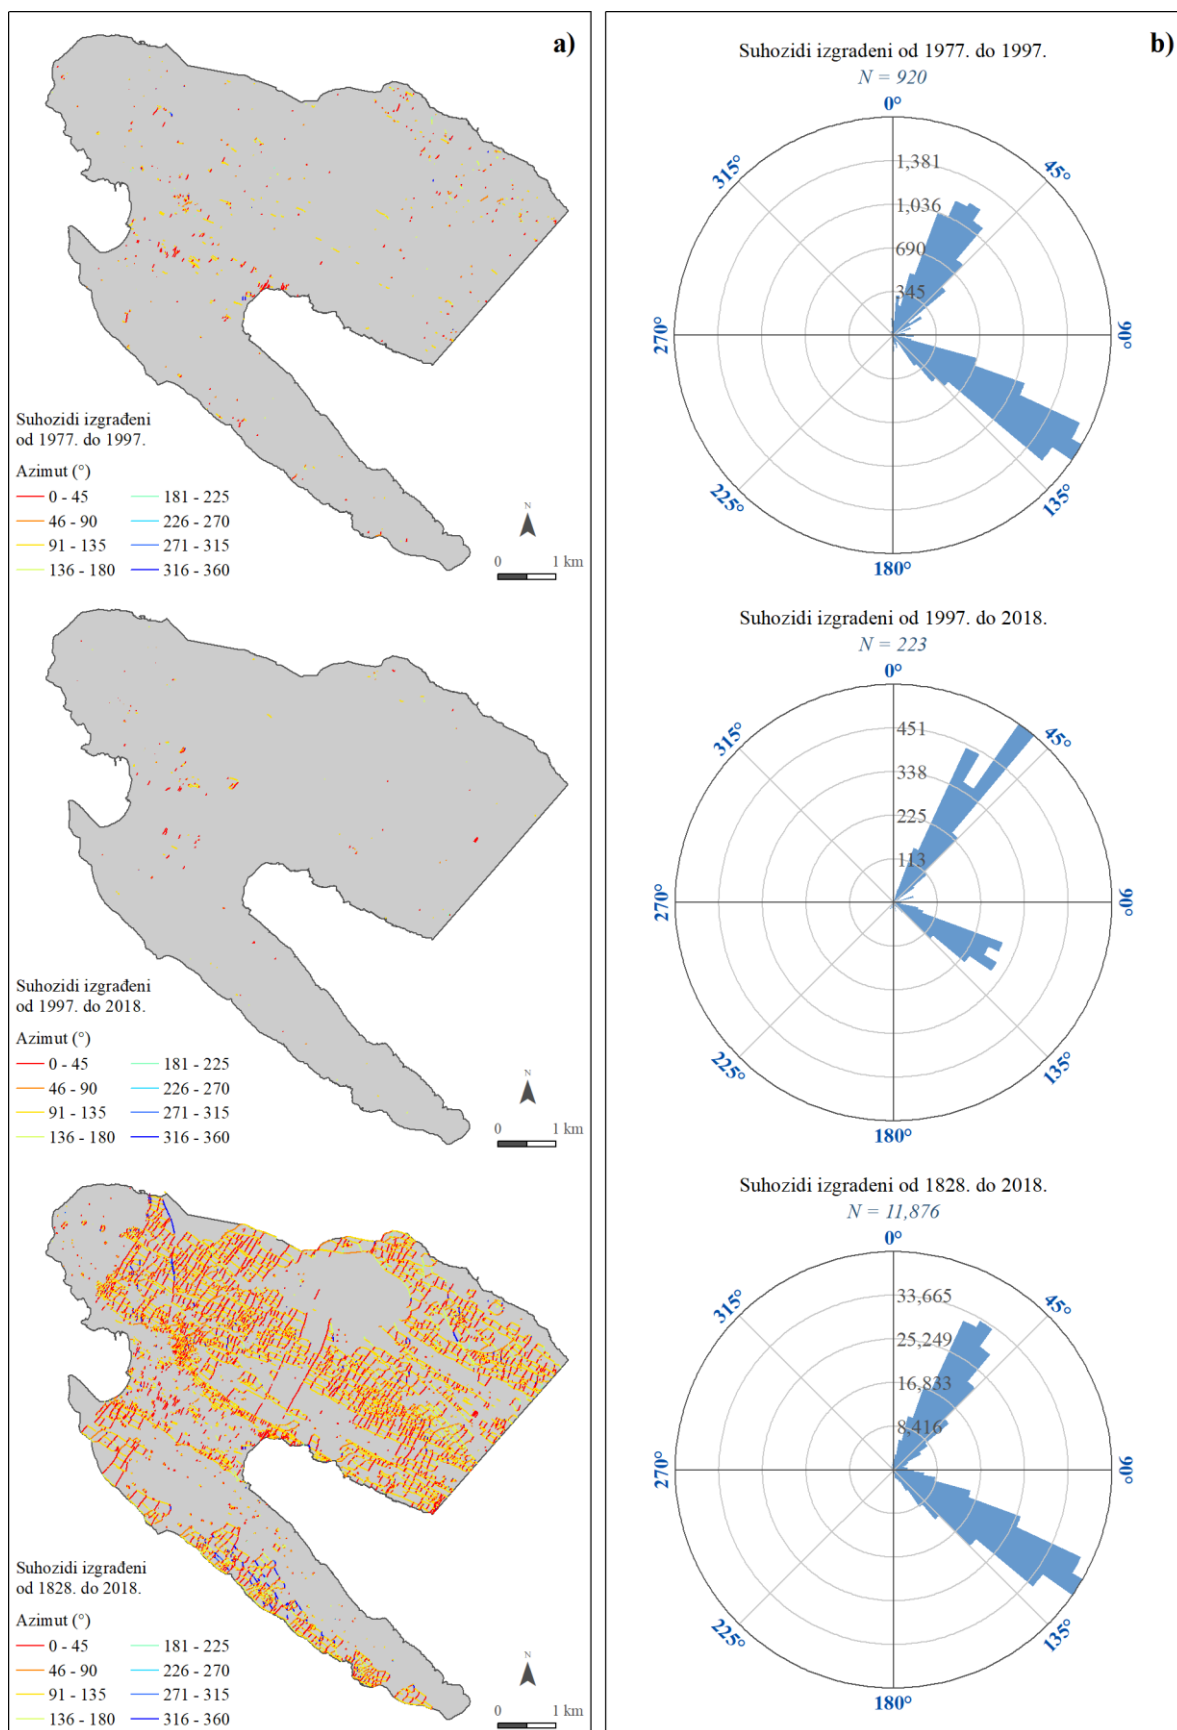 a)
Suhozidi izgrađeni
od 1977. do 1997.
Azimut (°)
0 - 45
46 - 90
91 - 135
136 - 180
181 - 225
226 - 270
271 - 315
316 - 360
N
0 1 km
Suhozidi izgrađeni
od 1997. do 2018.
Azimut (°)
0 - 45
46 - 90
91 - 135
136 - 180
181 - 225
226 - 270
271 - 315
316 - 360
N
0 1 km
Suhozidi izgrađeni
od 1828. do 2018.
Azimut (°)
0 - 45
46 - 90
91 - 135
136 - 180
181 - 225
226 - 270
271 - 315
316 - 360
N
0 1 km
b)
Suhozidi izgradeni od 1977. do 1997.
N = 920
0°
45°
90°
135°
180°
225°
270°
315°
1,381
1,036
690
345
Suhozidi izgradeni od 1997. do 2018.
N = 223
0°
45°
90°
135°
180°
225°
270°
315°
451
338
225
113
Suhozidi izgradeni od 1828. do 2018.
N = 11,876
0°
45°
90°
135°
180°
225°
270°
315°
33,665
25,249
16,833
8,416